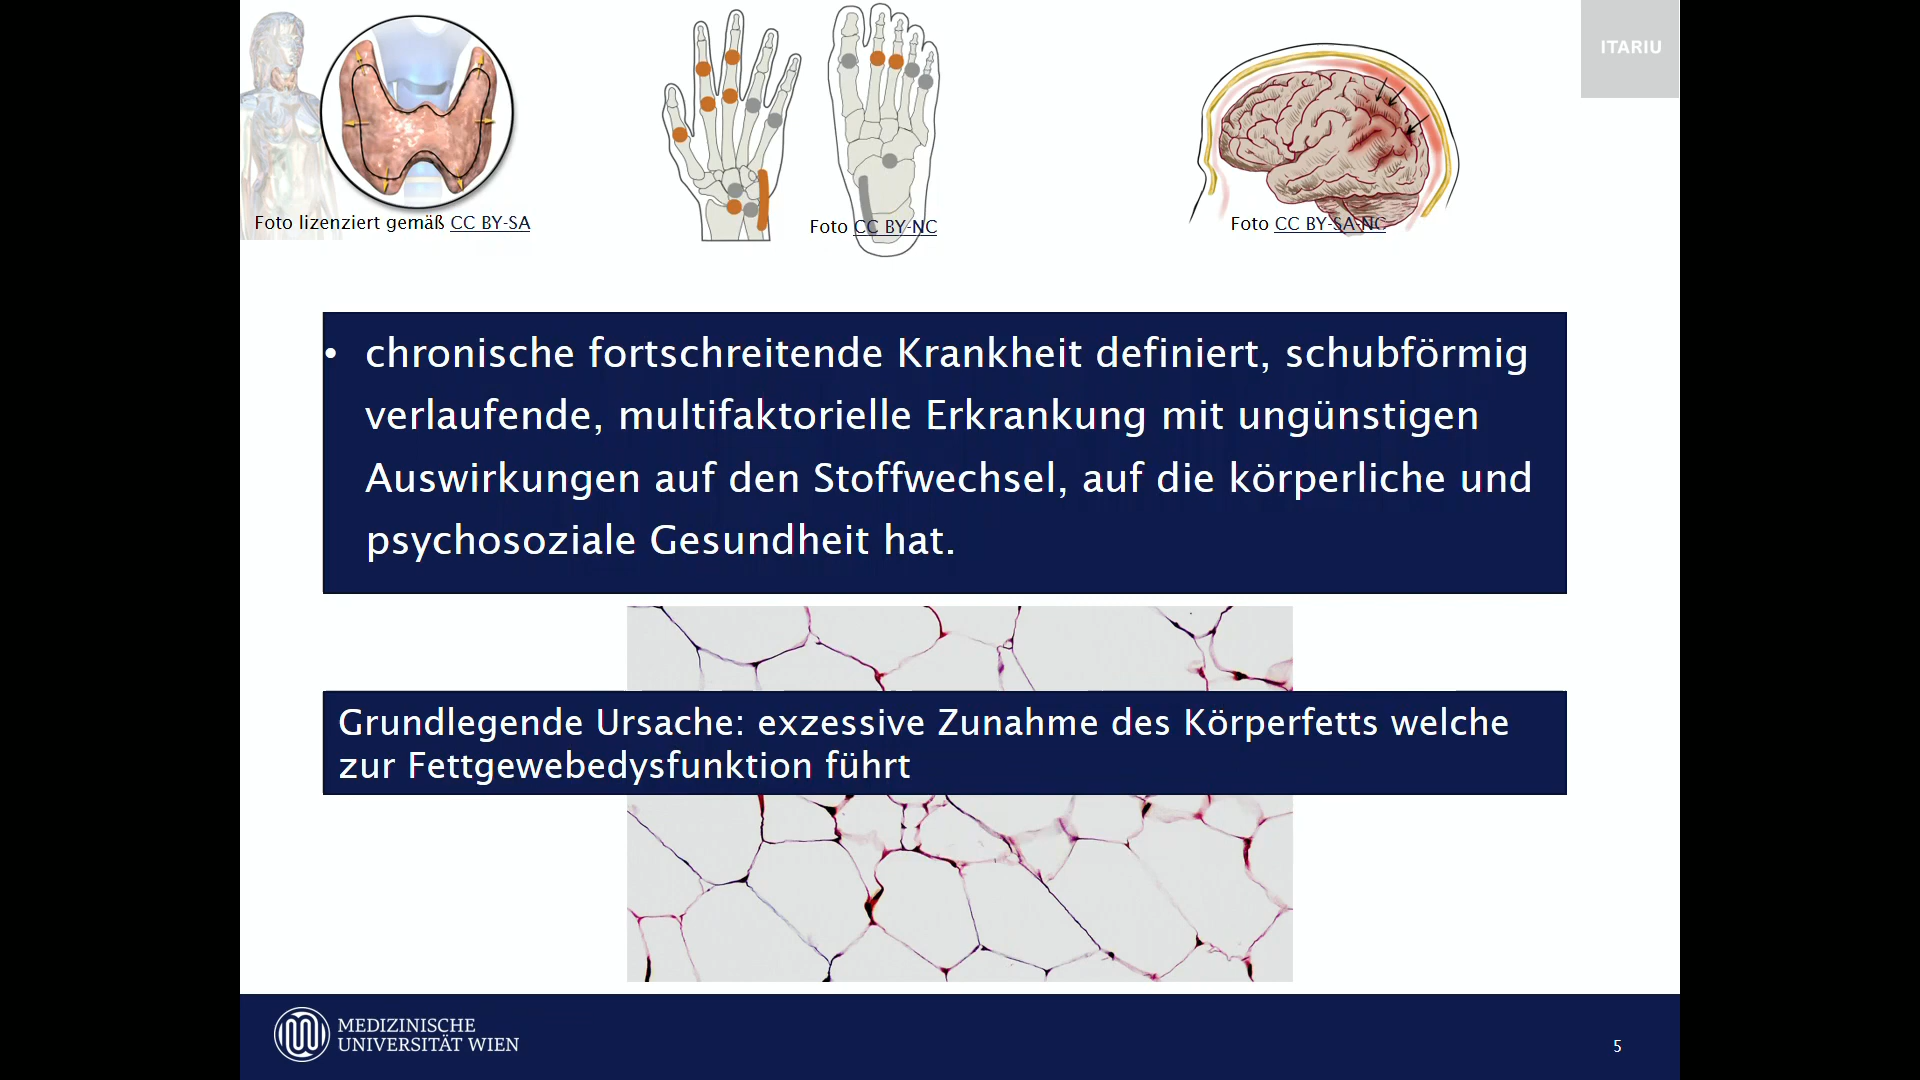 ITARIU
Foto lizenziert gemäß CC BY-SA
Foto CC BY-NC
Foto CC BY-SA-NC
• chronische fortschreitende Krankheit definiert, schubförmig
verlaufende, multifaktorielle Erkrankung mit ungünstigen
Auswirkungen auf den Stoffwechsel, auf die körperliche und
psychosoziale Gesundheit hat.
Grundlegende Ursache: exzessive Zunahme des Körperfetts welche
zur Fettgewebedysfunktion führt
MEDIZINISCHE
UNIVERSITÄT WIEN
5